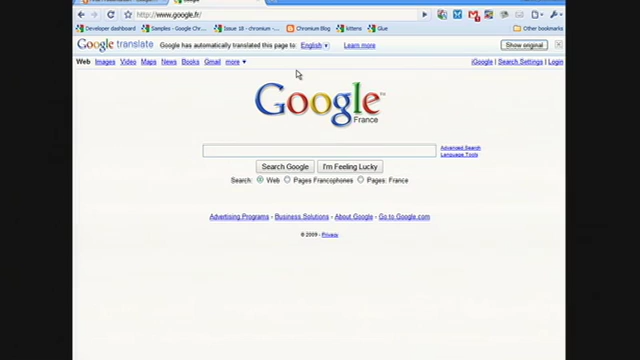 Google
http://www.google.fr/
Developer dashboard Samples - Google Chr... Issue 18 - chromium -... Chromium Blog kittens Glue Other bookmarks
Google translate Google has automatically translated this page to: English Learn more Show original
Web Images Video Maps News Books Gmail more iGoogle | Search Settings | Login
Google™
France
Advanced Search
Language Tools
Search Google I'm Feeling Lucky
Search: Web Pages Francophones Pages: France
Advertising Programs - Business Solutions - About Google - Go to Google.com
© 2009 - Privacy